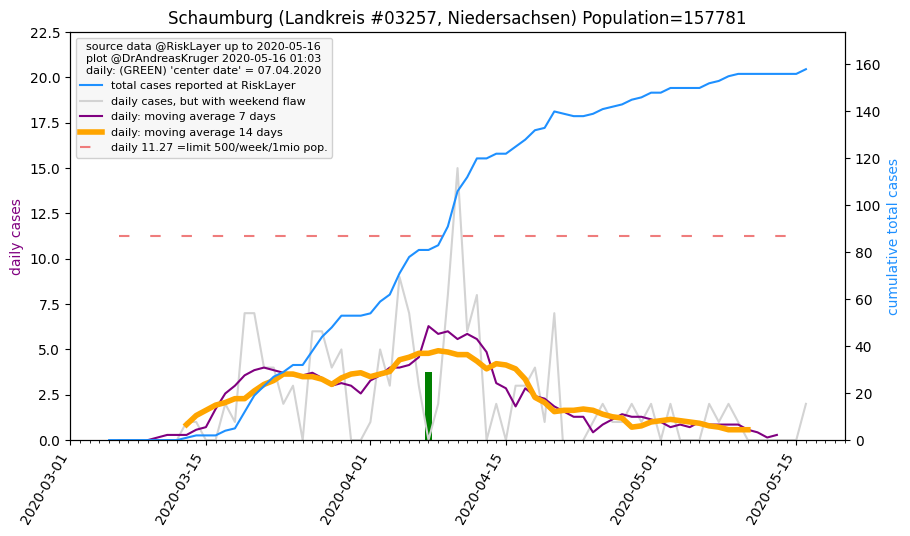 Schaumburg (Landkreis #03257, Niedersachsen) Population=157781
source data @RiskLayer up to 2020-05-16
plot @DrAndreasKruger 2020-05-16 01:03
daily: (GREEN) 'center date' = 07.04.2020
total cases reported at RiskLayer
daily cases, but with weekend flaw
daily: moving average 7 days
daily: moving average 14 days
daily 11.27 =limit 500/week/1mio pop.
daily cases
22.5
20.0
17.5
15.0
12.5
10.0
7.5
5.0
2.5
0.0
cumulative total cases
160
140
120
100
80
60
40
20
0
2020-03-01
2020-03-15
2020-04-01
2020-04-15
2020-05-01
2020-05-15